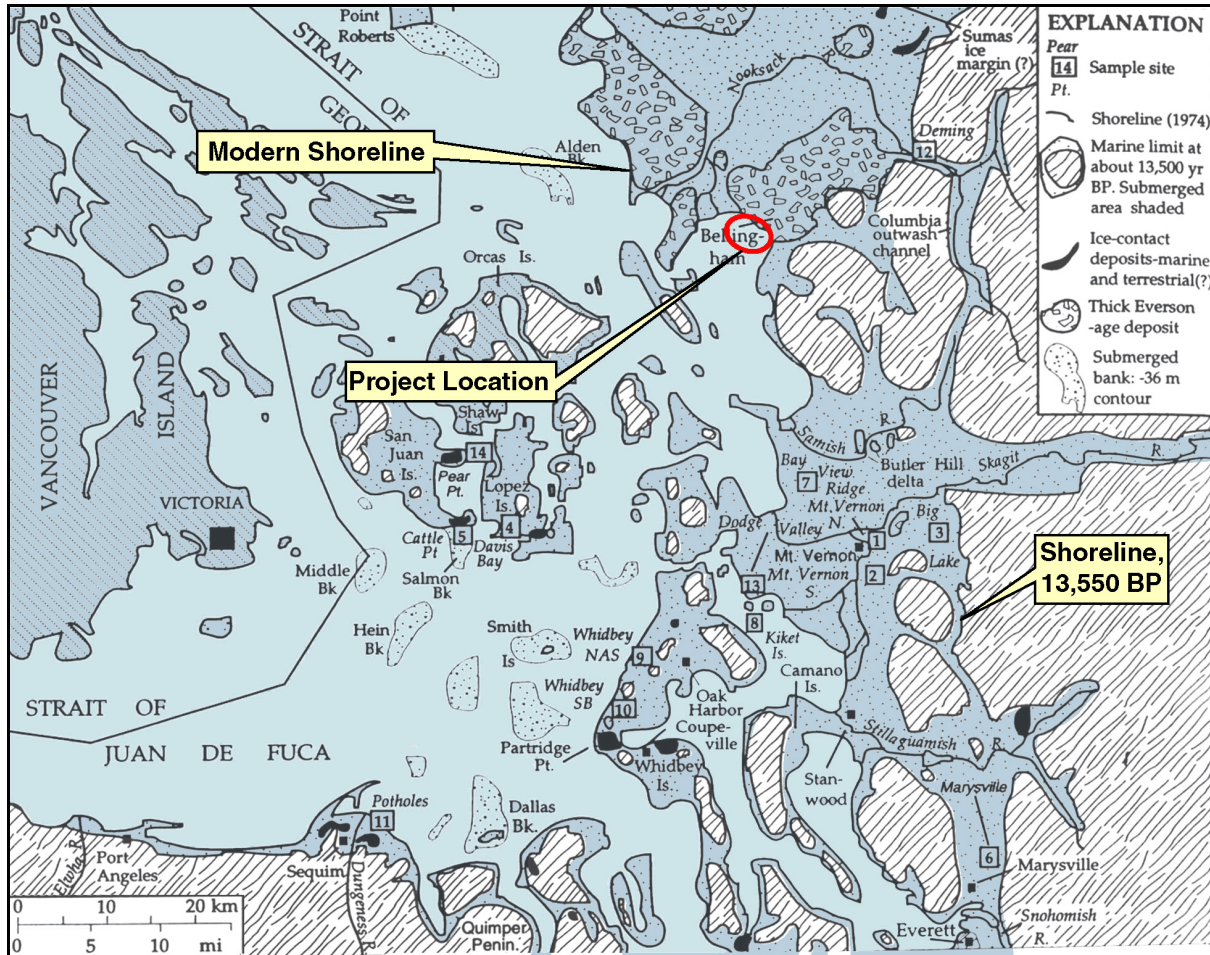 Point
Roberts
STRAIT
OF
GEOR
Modern Shoreline
Alden
Bk
Nooksack
R.
Sumas
ice
margin (?)
Deming
12
Belling-
ham
Columbia
outwash
channel
Orcas Is.
Project Location
EXPLANATION
Pear
14
Pt.
Sample site
Shoreline (1974)
Marine limit at
about 13,500 yr
BP. Submerged
area shaded
Ice-contact
deposits-marine
and terrestrial(?)
Thick Everson
-age deposit
Submerged
bank: -36 m
contour
VANCOUVER
ISLAND
VICTORIA
Shaw
Is.
San
Juan
Is.
14
Pear
Pt.
Lopez
Is.
4
5
Cattle
Pt
Davis
Bay
Salmon
Bk
Middle
Bk
Hein
Bk
Samish
R.
Bay
View
Ridge
7
Butler Hill
delta
Skagit
R.
Mt. Vernon
N.
Dodge
Valley
1
Big
3
Lake
Mt. Vernon
Mt. Vernon
S.
2
13
8
Kiket
Is.
Shoreline,
13,550 BP
Smith
Is
Whidbey
NAS
9
Whidbey
SB
10
Camano
Is.
Oak
Harbor
Coupe-
ville
Partridge
Pt.
Whidbey
Is.
Stillaguamish
R.
Stan-
wood
STRAIT OF
JUAN DE FUCA
Potholes
11
Dallas
Bk.
Marysville
6
Marysville
Elwha R.
Port
Angeles
Sequim
Dungeness R.
Quimper
Penin.
Everett
Snohomish
R.
0 10 20 km
0 5 10 mi